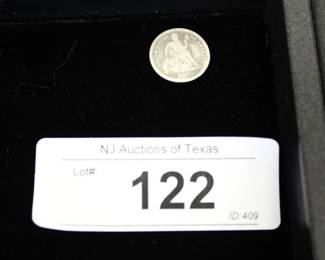 NJ Auctions of Texas
Lot#
122
ID:409